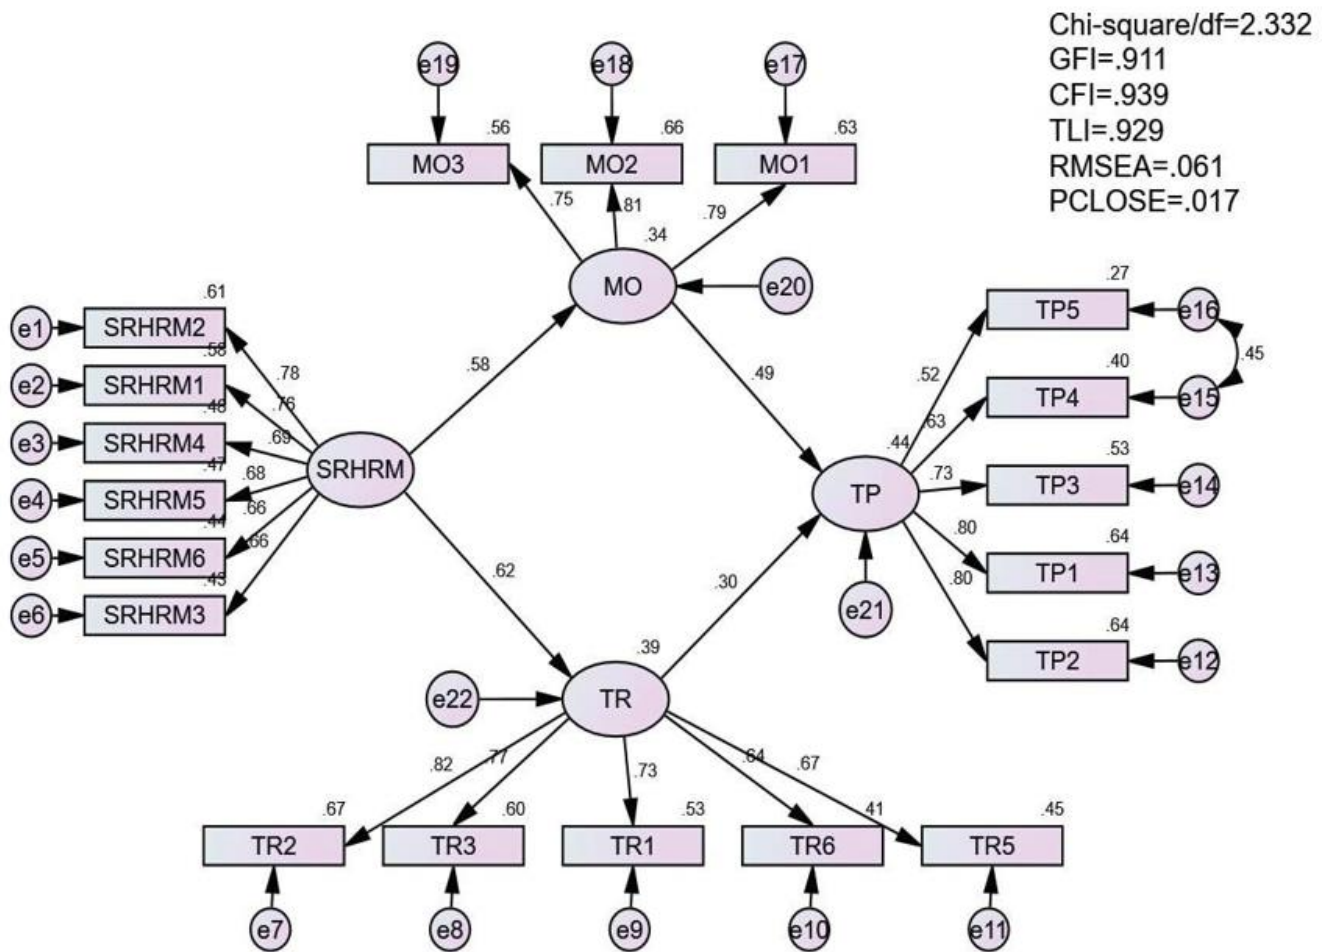 Chi-square/df=2.332
GFI=.911
CFI=.939
TLI=.929
RMSEA=.061
PCLOSE=.017
e19
e18
e17
.56
.66
.63
MO3
MO2
MO1
.75
.81
.79
.34
MO
e20
.61
e1
SRHRM2
.58
.78
e2
SRHRM1
.48
.76
e3
SRHRM4
.47
.69
e4
SRHRM5
.44
.68
e5
SRHRM6
.43
.66
e6
SRHRM3
.66
SRHRM
.58
.62
.49
.30
.27
TP5
e16
.45
.40
TP4
e15
.53
TP3
e14
.64
TP1
e13
.64
TP2
e12
.52
.63
.44
.73
TP
.80
.80
e21
.39
e22
TR
.82
.77
.73
.64
.67
.67
.60
.53
.41
.45
TR2
TR3
TR1
TR6
TR5
e7
e8
e9
e10
e11